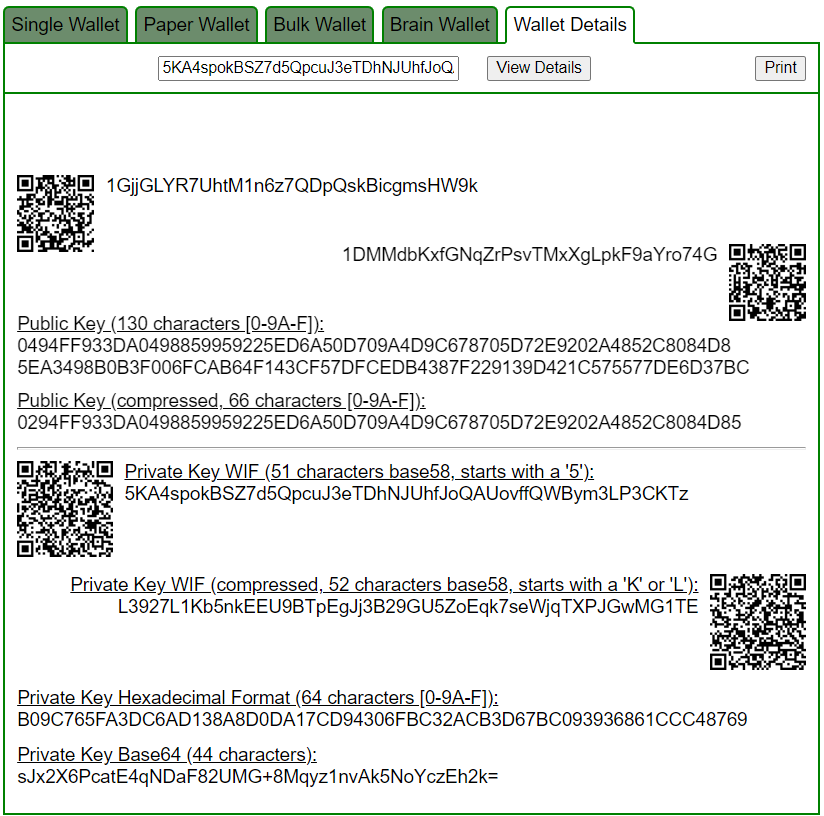 Single Wallet
Paper Wallet
Bulk Wallet
Brain Wallet
Wallet Details
5KA4spokBSZ7d5QpcuJ3eTDhNJUhfJoQ
View Details
Print
1GjjGLYR7UhtM1n6z7QDpQskBicgmsHW9k
1DMMdbKxfGNqZrPsvTMxXgLpkF9aYro74G
Public Key (130 characters [0-9A-F]):
0494FF933DA0498859959225ED6A50D709A4D9C678705D72E9202A4852C8084D8
5EA3498B0B3F006FCAB64F143CF57DFCEDB4387F229139D421C575577DE6D37BC
Public Key (compressed, 66 characters [0-9A-F]):
0294FF933DA0498859959225ED6A50D709A4D9C678705D72E9202A4852C8084D85
Private Key WIF (51 characters base58, starts with a '5'):
5KA4spokBSZ7d5QpcuJ3eTDhNJUhfJoQAUovffQWBym3LP3CKTz
Private Key WIF (compressed, 52 characters base58, starts with a 'K' or 'L'):
L3927L1Kb5nkEEU9BTpEgJj3B29GU5ZoEqk7seWjqTXPJGwMG1TE
Private Key Hexadecimal Format (64 characters [0-9A-F]):
B09C765FA3DC6AD138A8D0DA17CD94306FBC32ACB3D67BC093936861CCC48769
Private Key Base64 (44 characters):
sJx2X6PcatE4qNDaF82UMG+8Mqyz1nvAk5NoYczEh2k=